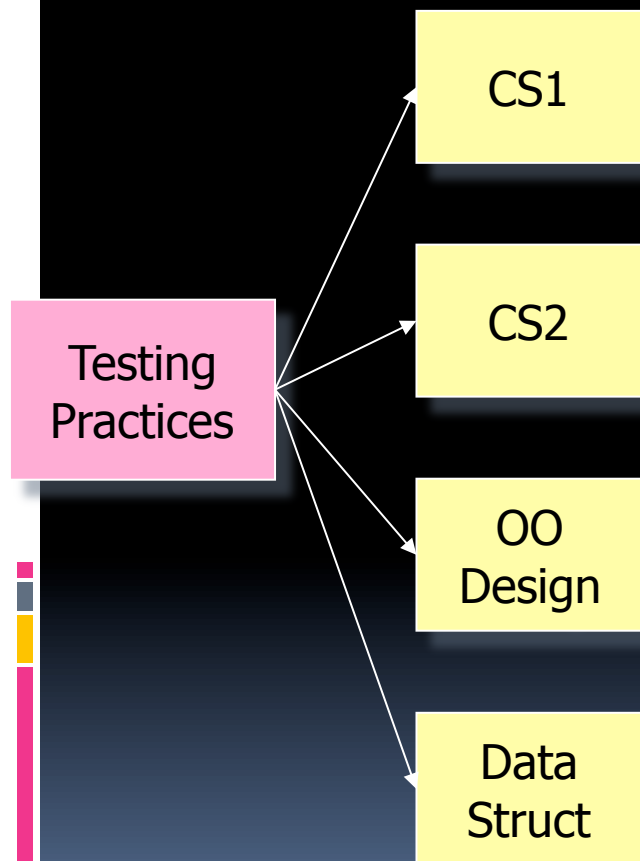 CS1
CS2
Testing
Practices
OO
Design
Data
Struct